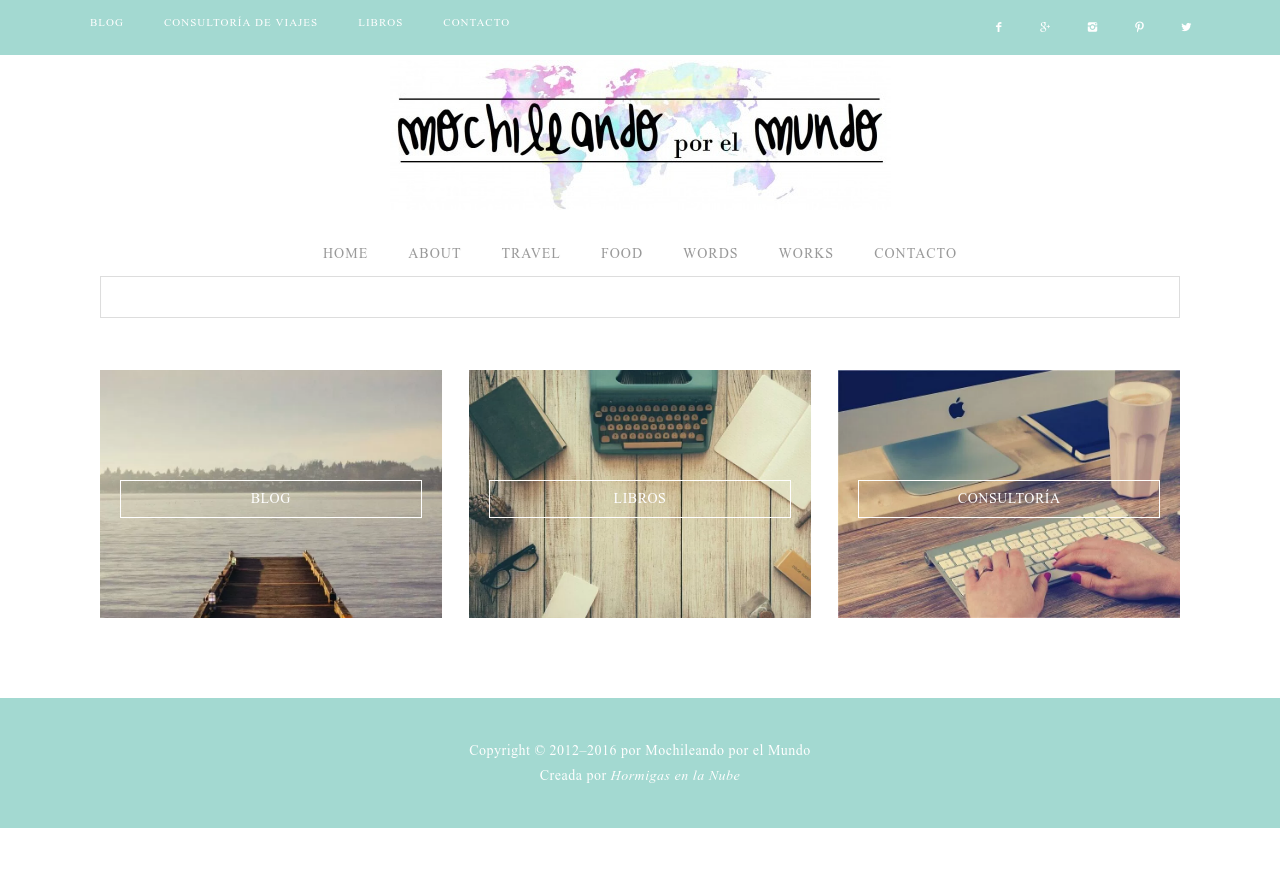 BLOG CONSULTORÍA DE VIAJES LIBROS CONTACTO
mochileando por el mundo
HOME ABOUT TRAVEL FOOD WORDS WORKS CONTACTO
BLOG
LIBROS
CONSULTORÍA
Copyright © 2012–2016 por Mochileando por el Mundo
Creada por Hormigas en la Nube